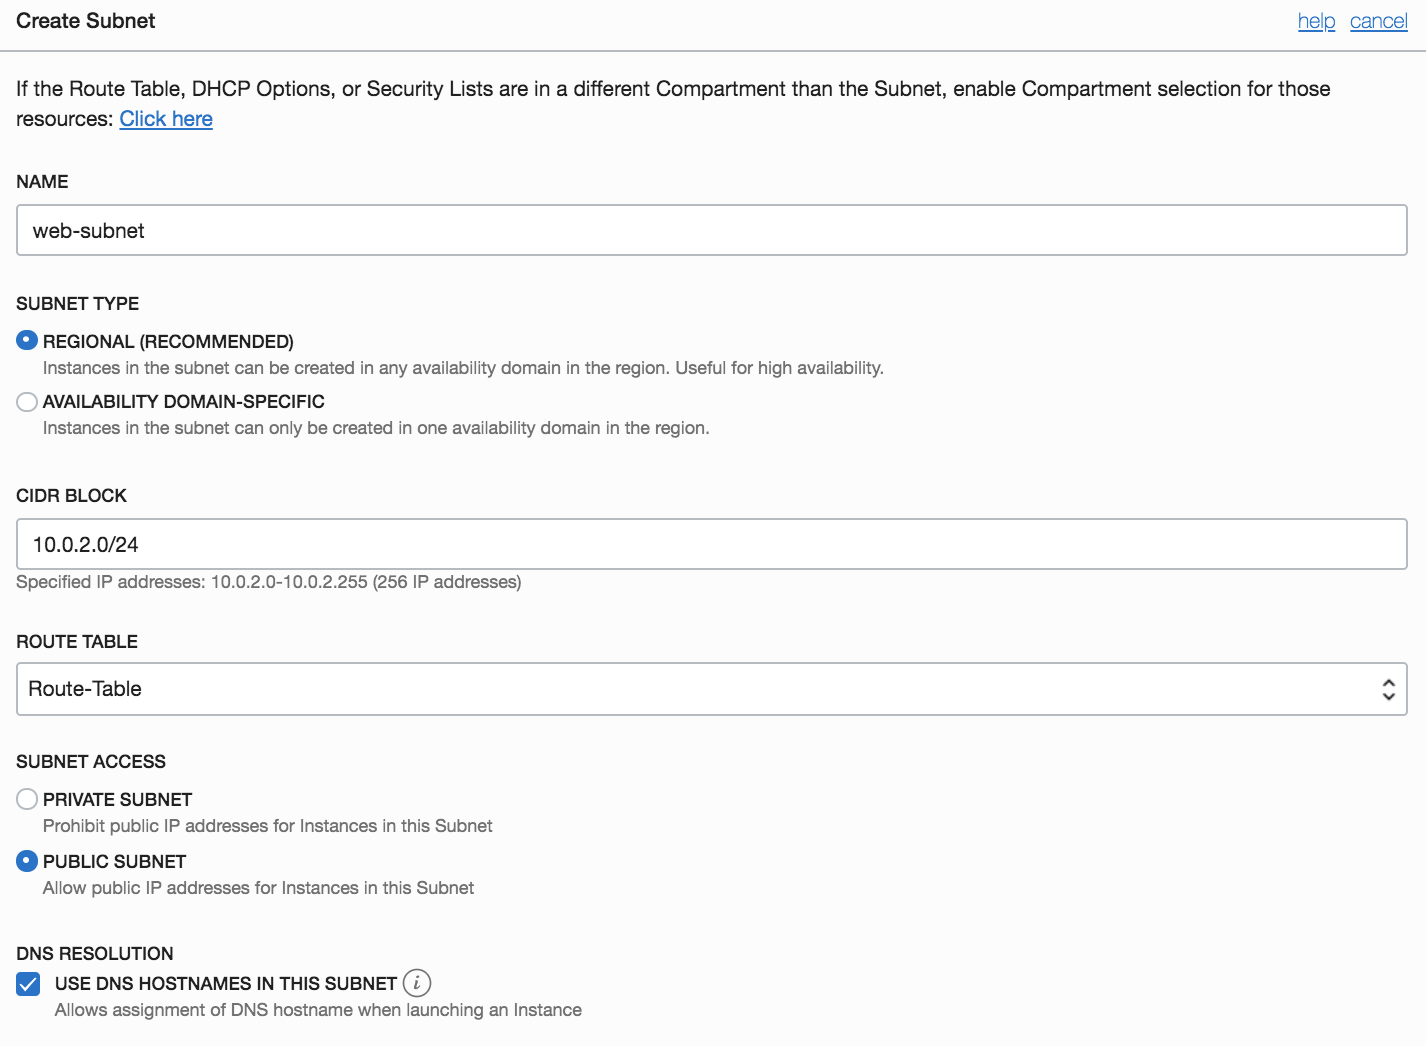 Create Subnet
help cancel
If the Route Table, DHCP Options, or Security Lists are in a different Compartment than the Subnet, enable Compartment selection for those
resources: Click here
NAME
web-subnet
SUBNET TYPE
REGIONAL (RECOMMENDED)
Instances in the subnet can be created in any availability domain in the region. Useful for high availability.
AVAILABILITY DOMAIN-SPECIFIC
Instances in the subnet can only be created in one availability domain in the region.
CIDR BLOCK
10.0.2.0/24
Specified IP addresses: 10.0.2.0-10.0.2.255 (256 IP addresses)
ROUTE TABLE
Route-Table
SUBNET ACCESS
PRIVATE SUBNET
Prohibit public IP addresses for Instances in this Subnet
PUBLIC SUBNET
Allow public IP addresses for Instances in this Subnet
DNS RESOLUTION
USE DNS HOSTNAMES IN THIS SUBNET i
Allows assignment of DNS hostname when launching an Instance